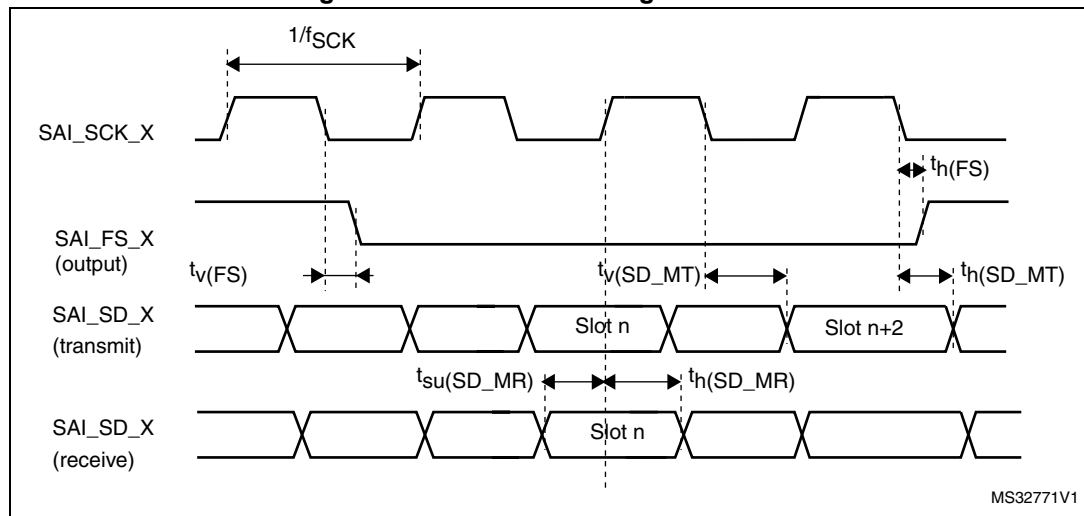 1/fSCK
SAI_SCK_X
th(FS)
SAI_FS_X
(output)
tv(FS)
tv(SD_MT)
th(SD_MT)
SAI_SD_X
(transmit)
Slot n
Slot n+2
tsu(SD_MR)
th(SD_MR)
SAI_SD_X
(receive)
Slot n
MS32771V1